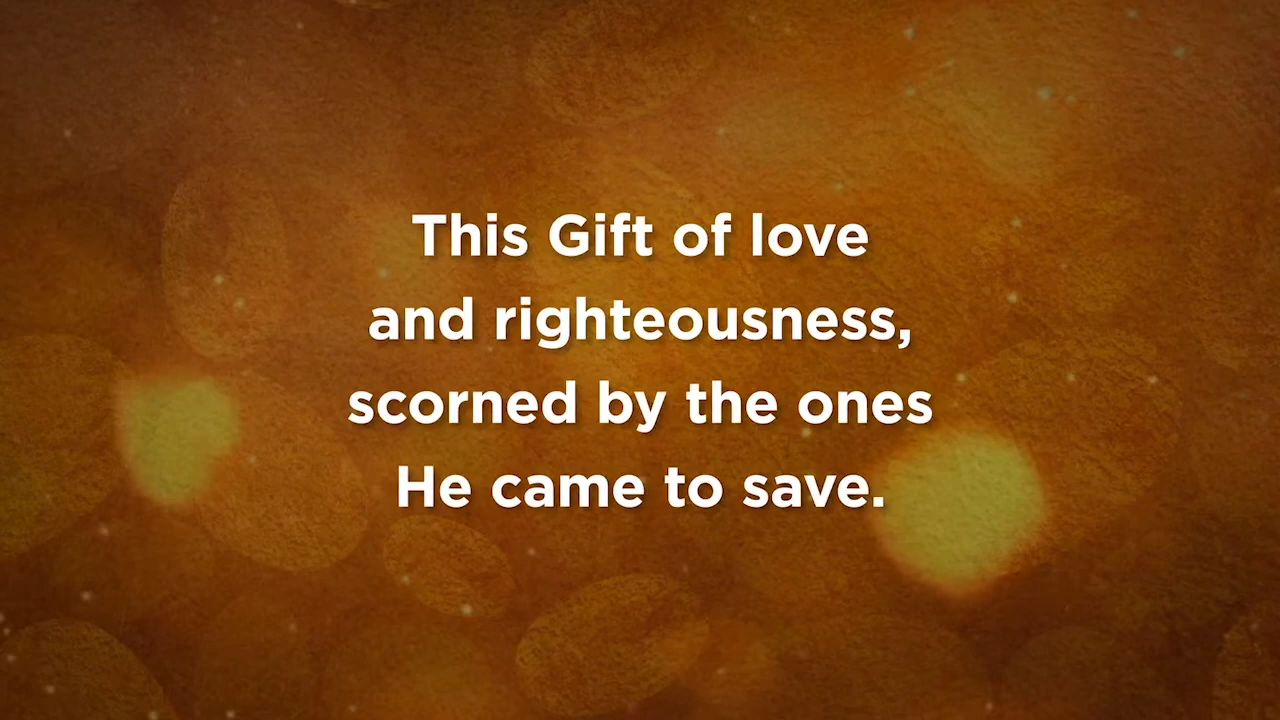 This Gift of love
and righteousness,
scorned by the ones
He came to save.